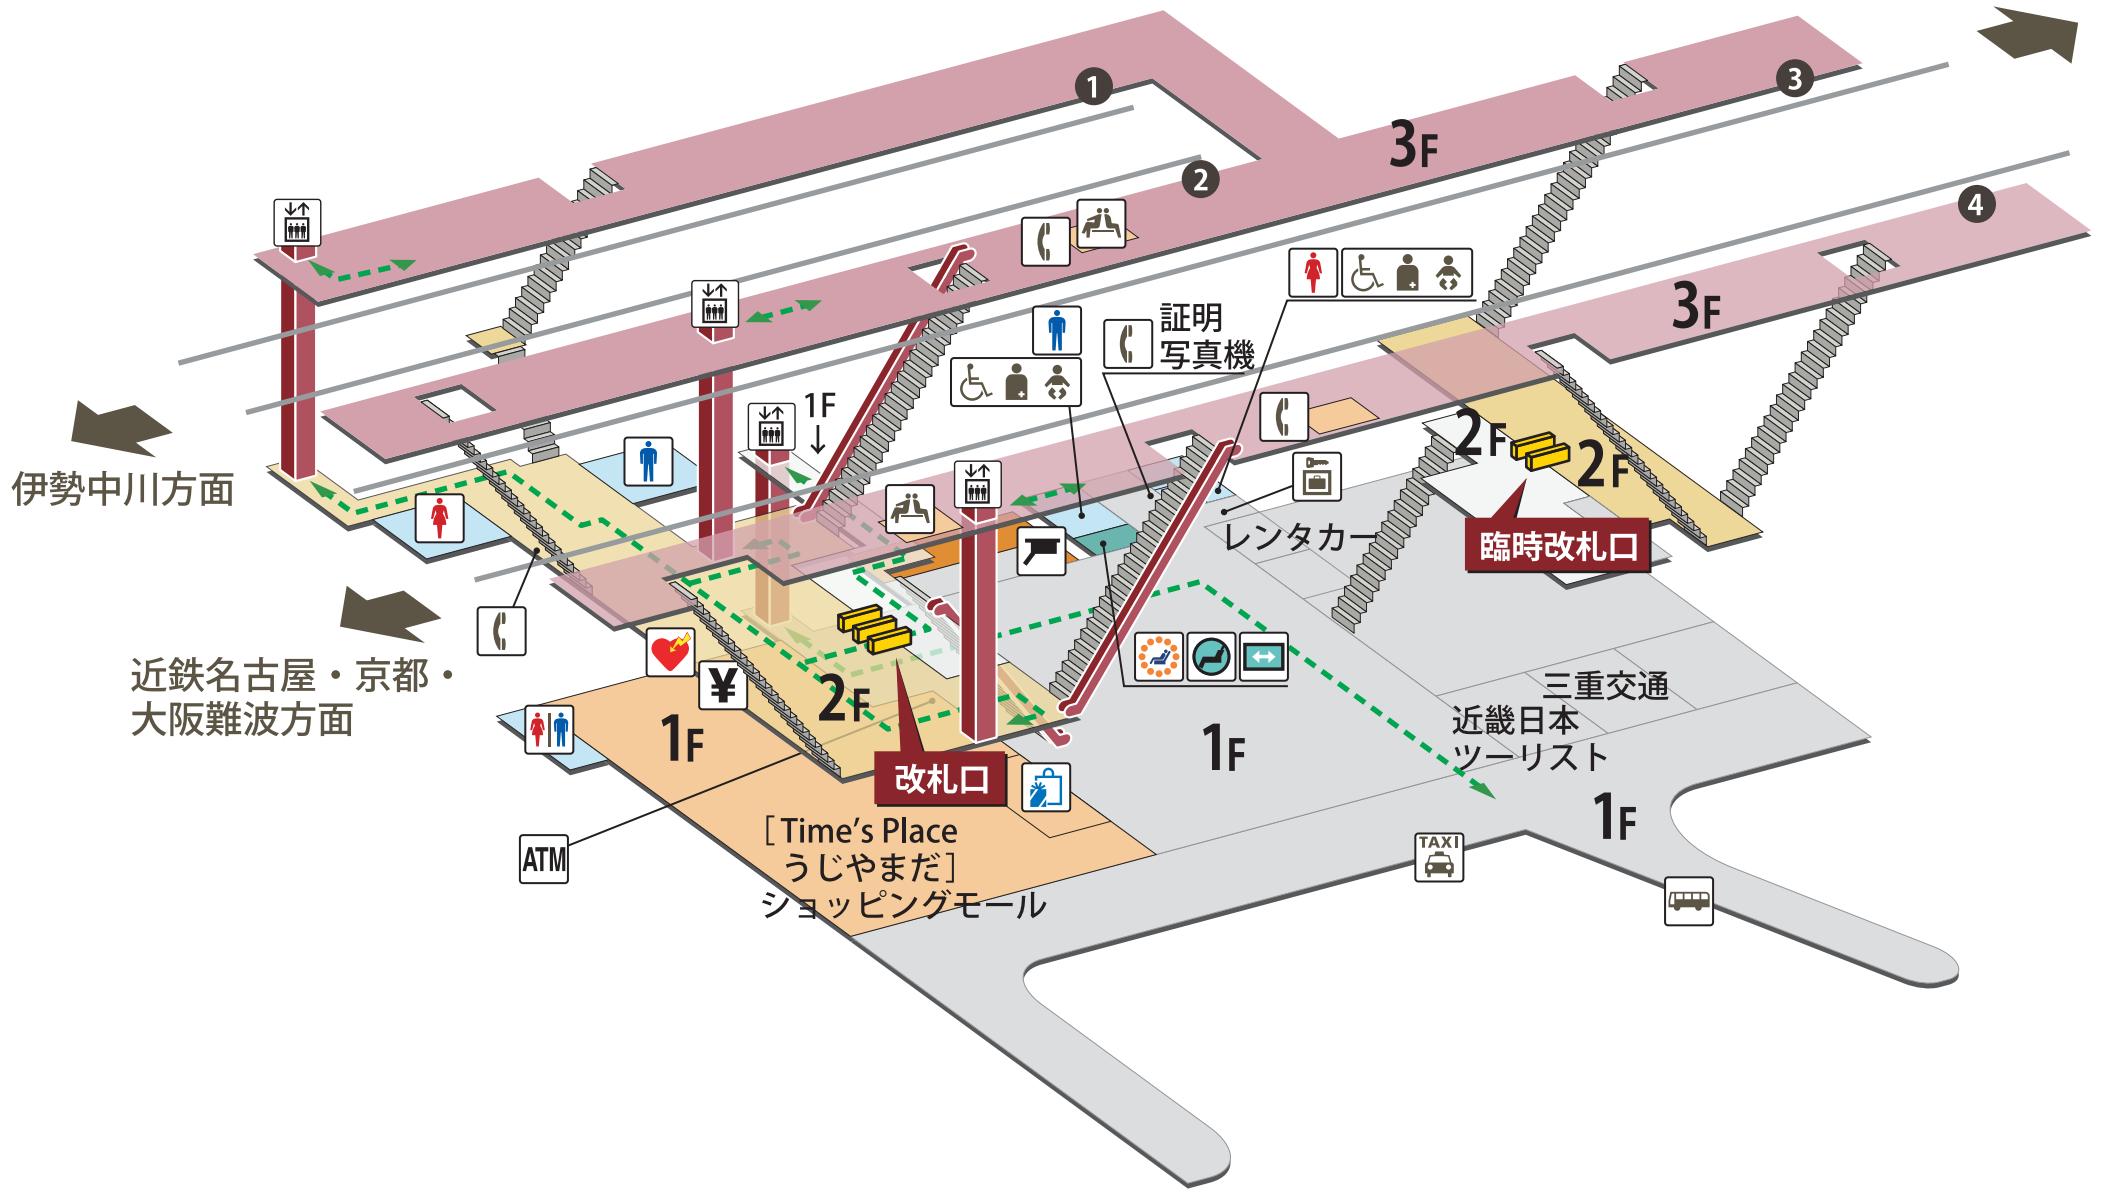 1
3
3F
2
4
3F
証明
写真機
1F
2F
2F
伊勢中川方面
レンタカー
臨時改札口
近鉄名古屋・京都・
大阪難波方面
¥
2F
1F
三重交通
近畿日本
ツーリスト
1F
改札口
1F
[Time's Place
うじやまだ]
ショッピングモール
ATM
TAXI